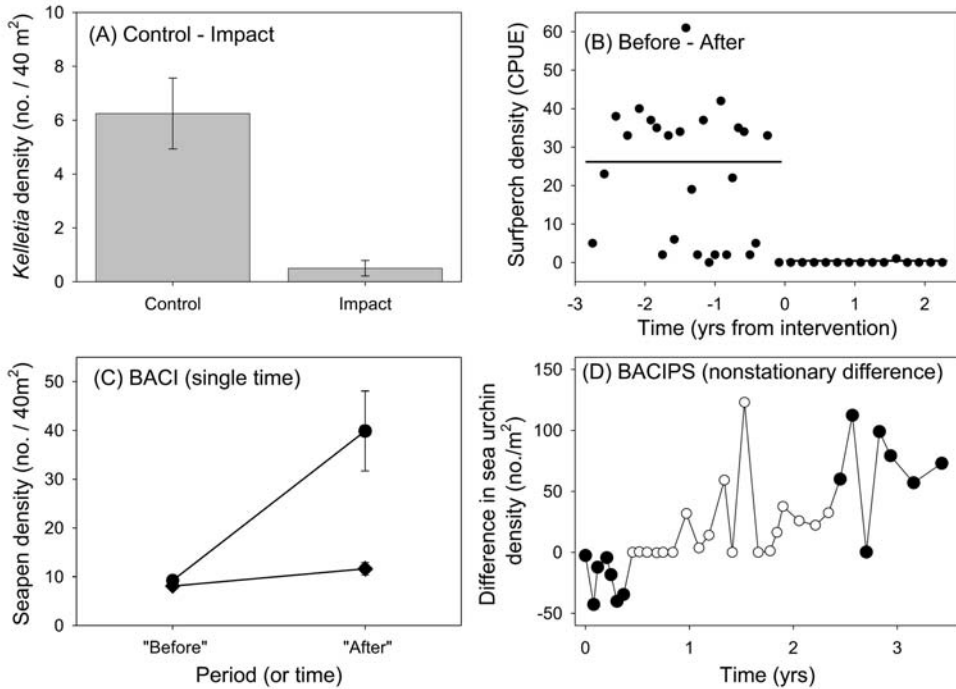 (A) Control - Impact
Kelletia density (no. / 40 m²)
10
8
6
4
2
0
Control
Impact
(B) Before - After
Surfperch density (CPUE)
60
50
40
30
20
10
0
-3
-2
-1
0
1
2
Time (yrs from intervention)
(C) BACI (single time)
Seapen density (no. / 40m²)
50
40
30
20
10
0
"Before"
"After"
Period (or time)
(D) BACIPS (nonstationary difference)
Difference in sea urchin
density (no./m²)
150
100
50
0
-50
0
1
2
3
Time (yrs)